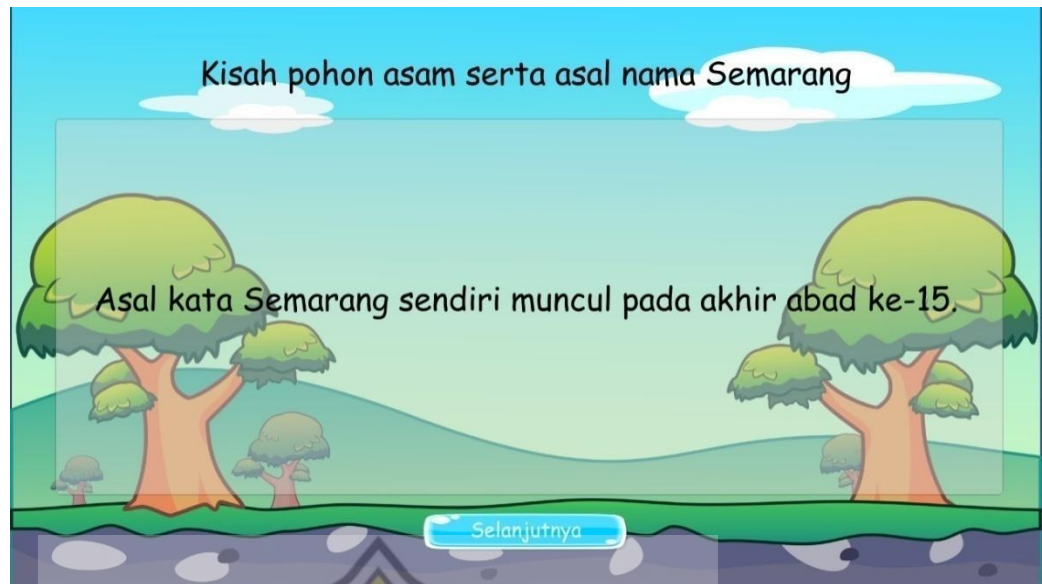 Kisah pohon asam serta asal nama Semarang
Asal kata Semarang sendiri muncul pada akhir abad ke-15.
Selanjutnya